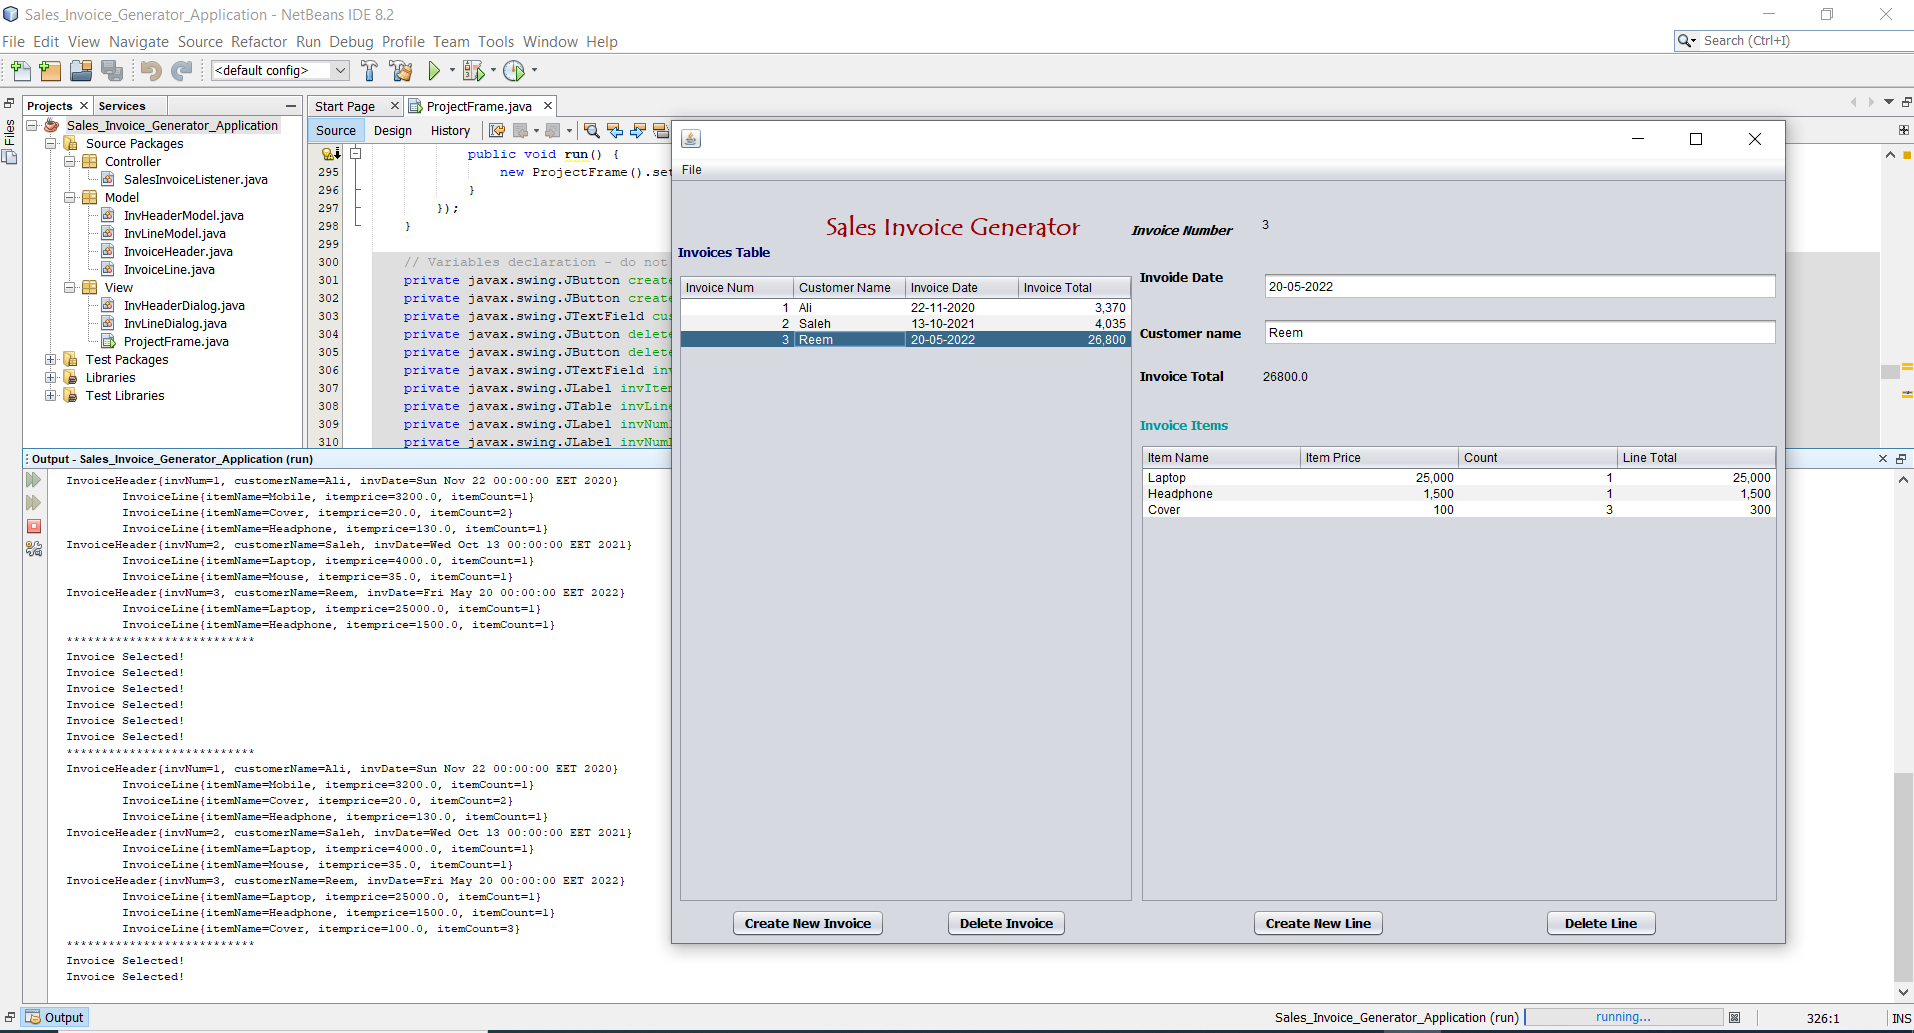 Sales_Invoice_Generator_Application - NetBeans IDE 8.2
File Edit View Navigate Source Refactor Run Debug Profile Team Tools Window Help
Search (Ctrl+I)
<default config>
Files
Projects Services
Sales_Invoice_Generator_Application
Source Packages
Controller
SalesInvoiceListener.java
Model
InvHeaderModel.java
InvLineModel.java
InvoiceHeader.java
InvoiceLine.java
View
InvHeaderDialog.java
InvLineDialog.java
ProjectFrame.java
Test Packages
Libraries
Test Libraries
Start Page ProjectFrame.java
Source Design History
public void run() {
295 new ProjectFrame().set
296 }
297 });
298 }
299
300 // Variables declaration - do not
301 private javax.swing.JButton create
302 private javax.swing.JButton create
303 private javax.swing.JTextField cus
304 private javax.swing.JButton delete
305 private javax.swing.JButton delete
306 private javax.swing.JTextField inv
307 private javax.swing.JLabel invIten
308 private javax.swing.JTable invLine
309 private javax.swing.JLabel invNum
310 private javax.swing.JLabel invNum
File
Sales Invoice Generator
Invoices Table
Invoice Num Customer Name Invoice Date Invoice Total
1 Ali 22-11-2020 3,370
2 Saleh 13-10-2021 4,035
3 Reem 20-05-2022 26,800
Create New Invoice Delete Invoice
Invoice Number 3
Invoide Date 20-05-2022
Customer name Reem
Invoice Total 26800.0
Invoice Items
Item Name Item Price Count Line Total
Laptop 25,000 1 25,000
Headphone 1,500 1 1,500
Cover 100 3 300
Create New Line Delete Line
Output - Sales_Invoice_Generator_Application (run)
InvoiceHeader{invNum=1, customerName=Ali, invDate=Sun Nov 22 00:00:00 EET 2020}
InvoiceLine{itemName=Mobile, itemprice=3200.0, itemCount=1}
InvoiceLine{itemName=Cover, itemprice=20.0, itemCount=2}
InvoiceLine{itemName=Headphone, itemprice=130.0, itemCount=1}
InvoiceHeader{invNum=2, customerName=Saleh, invDate=Wed Oct 13 00:00:00 EET 2021}
InvoiceLine{itemName=Laptop, itemprice=4000.0, itemCount=1}
InvoiceLine{itemName=Mouse, itemprice=35.0, itemCount=1}
InvoiceHeader{invNum=3, customerName=Reem, invDate=Fri May 20 00:00:00 EET 2022}
InvoiceLine{itemName=Laptop, itemprice=25000.0, itemCount=1}
InvoiceLine{itemName=Headphone, itemprice=1500.0, itemCount=1}
***************************
Invoice Selected!
Invoice Selected!
Invoice Selected!
Invoice Selected!
Invoice Selected!
Invoice Selected!
***************************
InvoiceHeader{invNum=1, customerName=Ali, invDate=Sun Nov 22 00:00:00 EET 2020}
InvoiceLine{itemName=Mobile, itemprice=3200.0, itemCount=1}
InvoiceLine{itemName=Cover, itemprice=20.0, itemCount=2}
InvoiceLine{itemName=Headphone, itemprice=130.0, itemCount=1}
InvoiceHeader{invNum=2, customerName=Saleh, invDate=Wed Oct 13 00:00:00 EET 2021}
InvoiceLine{itemName=Laptop, itemprice=4000.0, itemCount=1}
InvoiceLine{itemName=Mouse, itemprice=35.0, itemCount=1}
InvoiceHeader{invNum=3, customerName=Reem, invDate=Fri May 20 00:00:00 EET 2022}
InvoiceLine{itemName=Laptop, itemprice=25000.0, itemCount=1}
InvoiceLine{itemName=Headphone, itemprice=1500.0, itemCount=1}
InvoiceLine{itemName=Cover, itemprice=100.0, itemCount=3}
***************************
Invoice Selected!
Invoice Selected!
Output
Sales_Invoice_Generator_Application (run) running... 326:1 INS